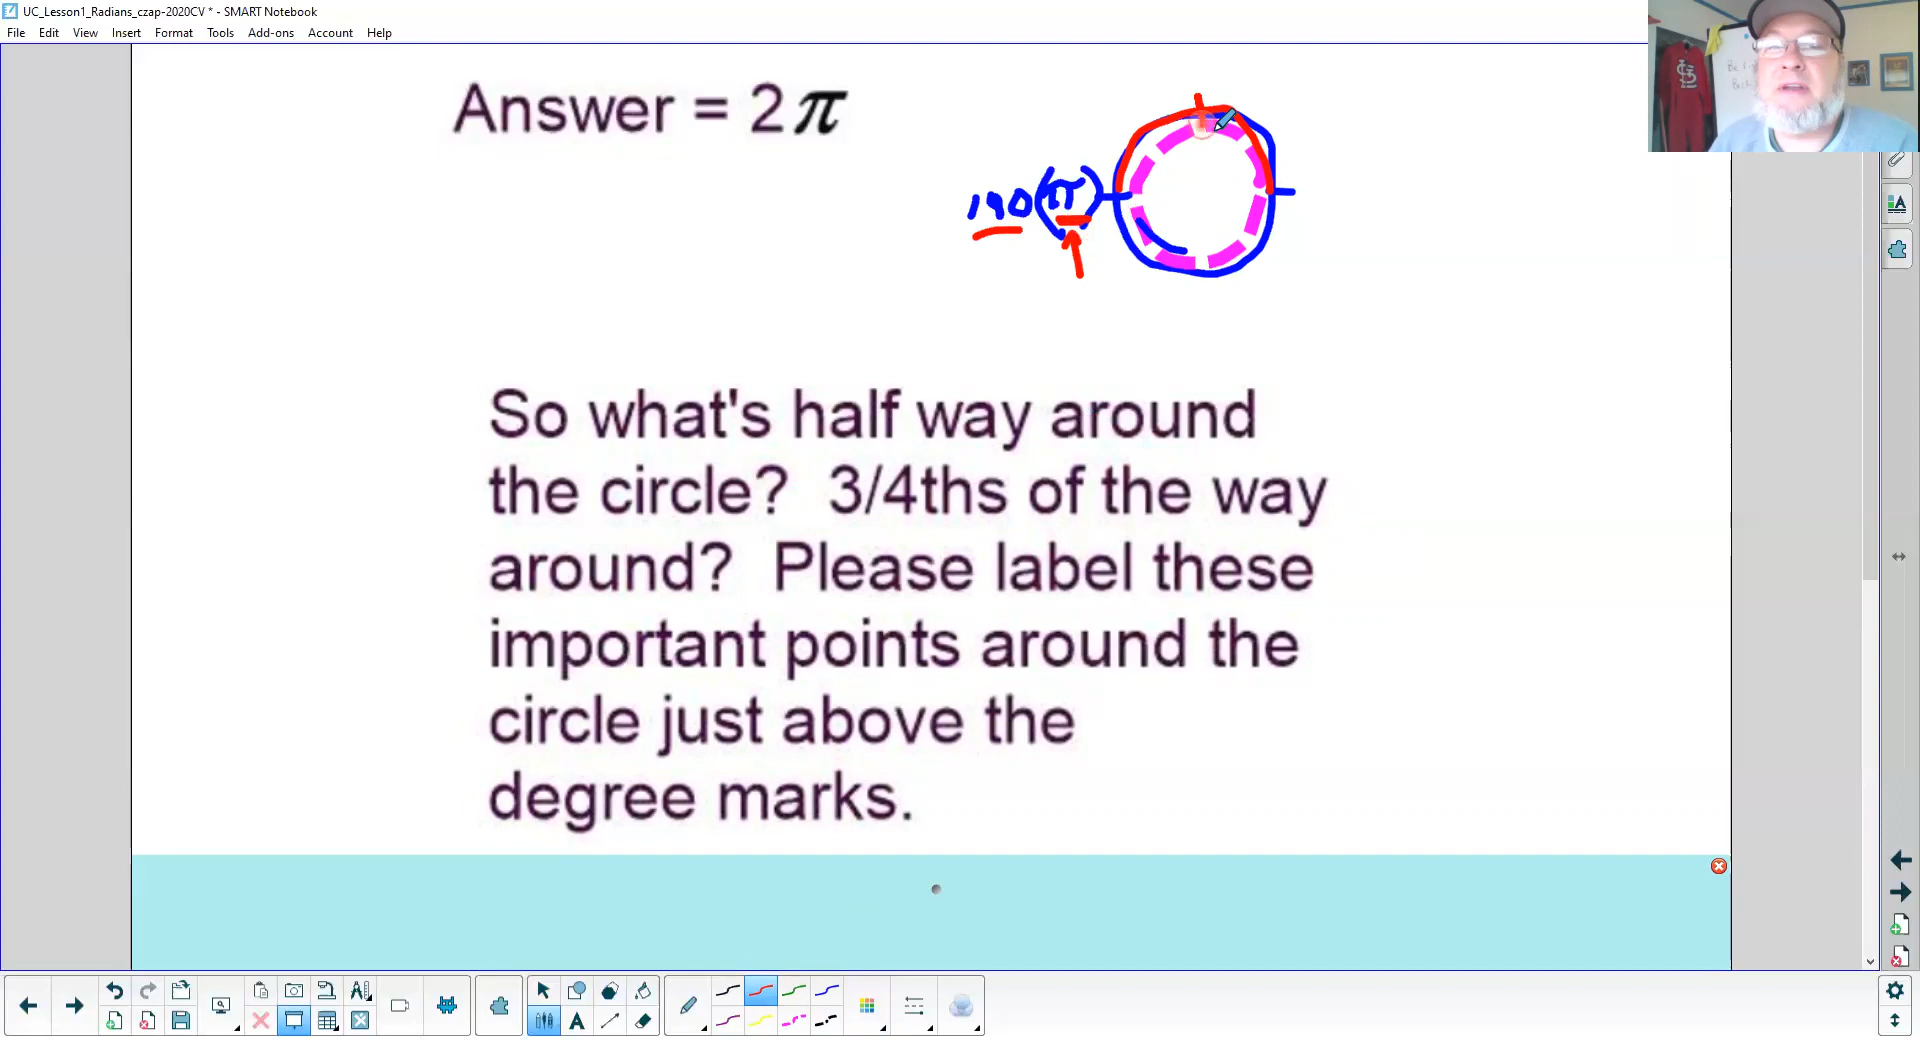 UC_Lesson1_Radians_czap-2020CV * - SMART Notebook
File Edit View Insert Format Tools Add-ons Account Help
Answer = 2π
180(π)
So what's half way around
the circle? 3/4ths of the way
around? Please label these
important points around the
circle just above the
degree marks.